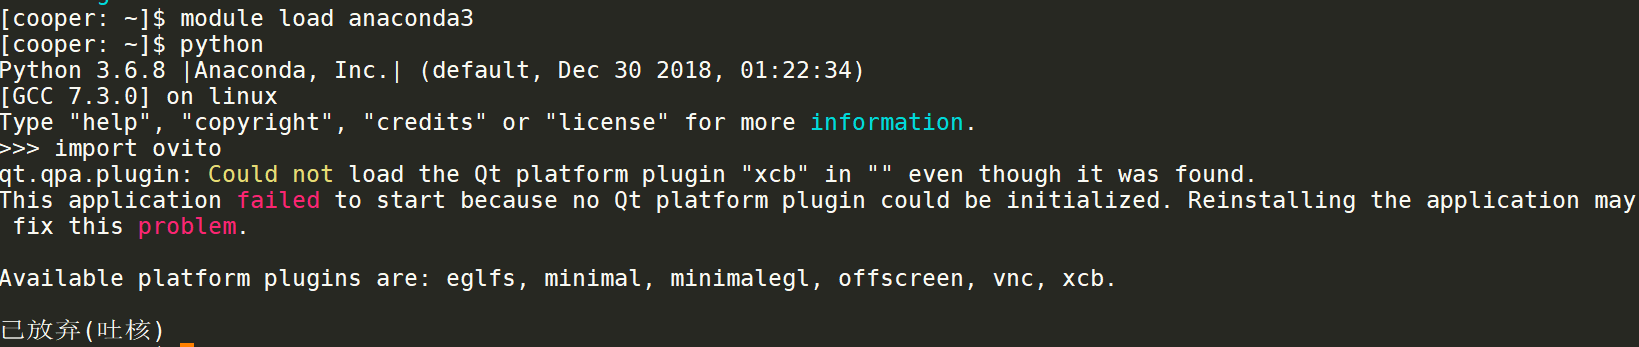 [cooper: ~]$ module load anaconda3
[cooper: ~]$ python
Python 3.6.8 |Anaconda, Inc.| (default, Dec 30 2018, 01:22:34)
[GCC 7.3.0] on linux
Type "help", "copyright", "credits" or "license" for more information.
>>> import ovito
qt.qpa.plugin: Could not load the Qt platform plugin "xcb" in "" even though it was found.
This application failed to start because no Qt platform plugin could be initialized. Reinstalling the application may
 fix this problem.
Available platform plugins are: eglfs, minimal, minimalegl, offscreen, vnc, xcb.
已放弃(吐核)